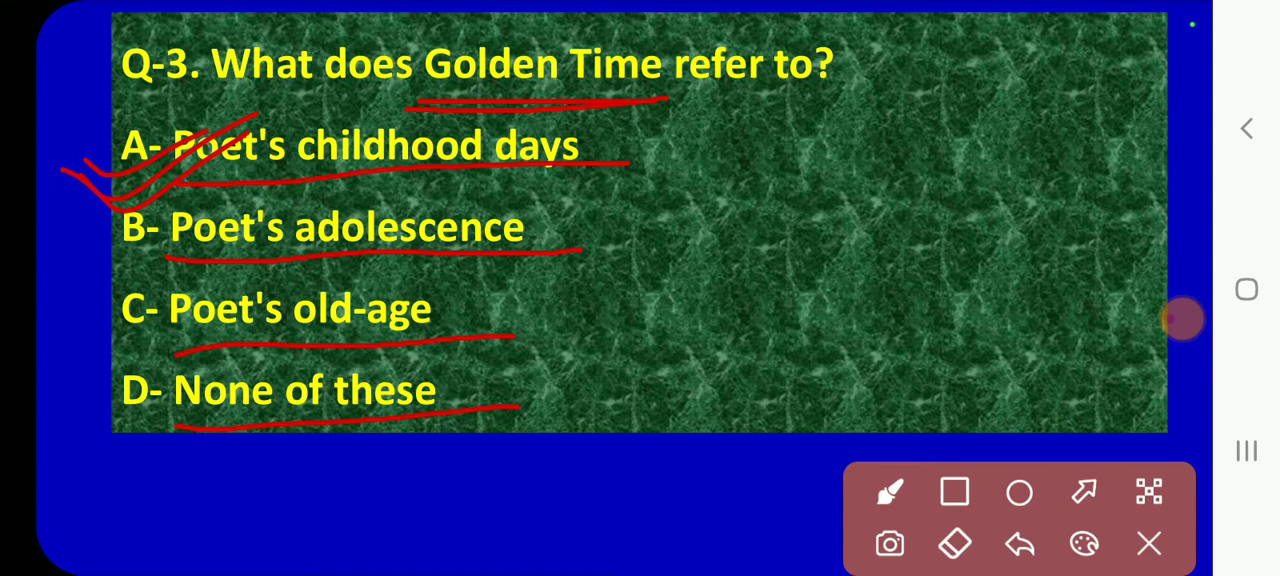 Q-3. What does Golden Time refer to?
A- Poet's childhood days
B- Poet's adolescence
C- Poet's old-age
D- None of these